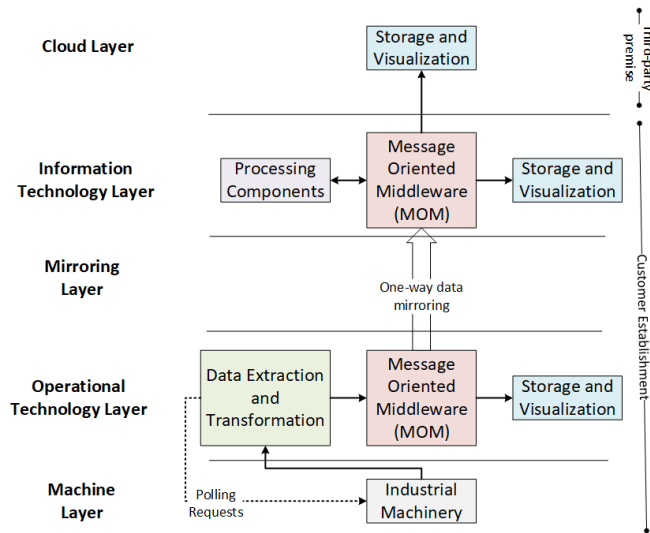 Cloud Layer
Storage and
Visualization
Third-party
premise
Information
Technology Layer
Processing
Components
Message
Oriented
Middleware
(MOM)
Storage and
Visualization
Mirroring
Layer
One-way data
mirroring
Customer Establishment
Operational
Technology Layer
Data Extraction
and
Transformation
Message
Oriented
Middleware
(MOM)
Storage and
Visualization
Machine
Layer
Polling
Requests
Industrial
Machinery